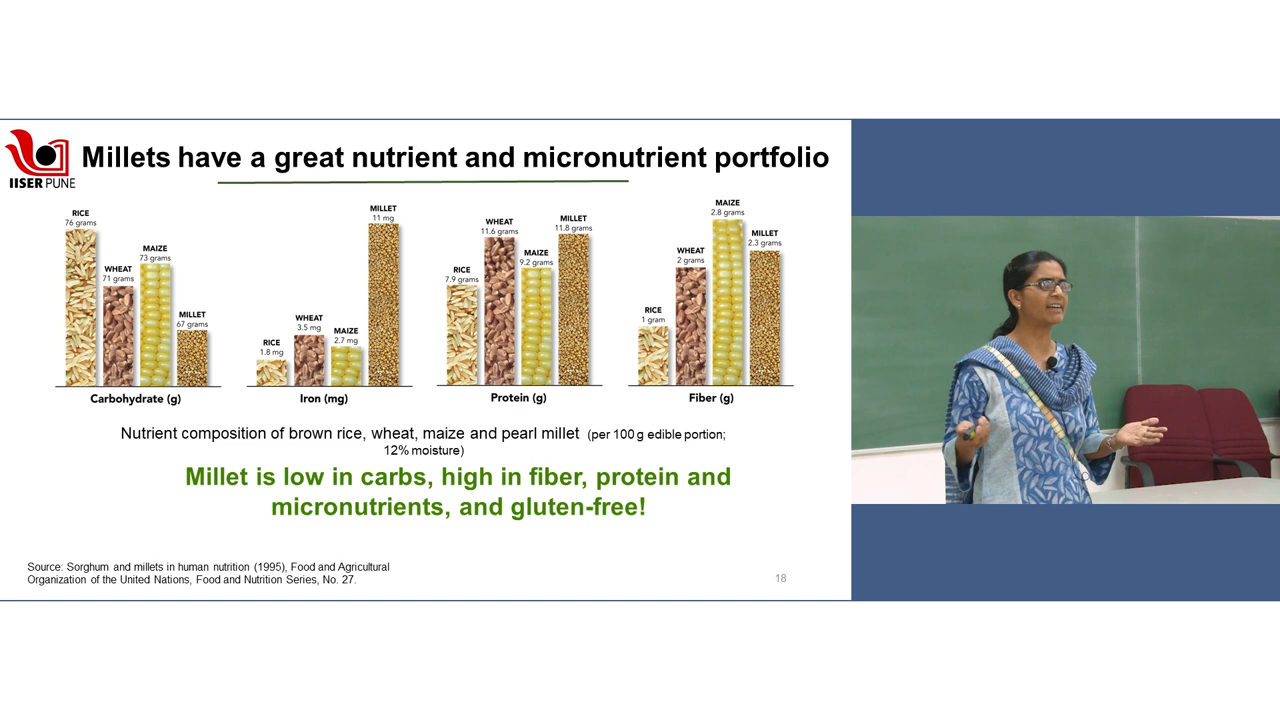 Millets have a great nutrient and micronutrient portfolio
IISER PUNE
RICE
76 grams
WHEAT
71 grams
MAIZE
73 grams
MILLET
67 grams
Carbohydrate (g)
RICE
1.8 mg
WHEAT
3.5 mg
MAIZE
2.7 mg
MILLET
11 mg
Iron (mg)
RICE
7.9 grams
WHEAT
11.6 grams
MAIZE
9.2 grams
MILLET
11.8 grams
Protein (g)
RICE
1 gram
WHEAT
2 grams
MAIZE
2.8 grams
MILLET
2.3 grams
Fiber (g)
Nutrient composition of brown rice, wheat, maize and pearl millet (per 100 g edible portion;
12% moisture)
Millet is low in carbs, high in fiber, protein and
micronutrients, and gluten-free!
Source: Sorghum and millets in human nutrition (1995), Food and Agricultural
Organization of the United Nations, Food and Nutrition Series, No. 27.
18